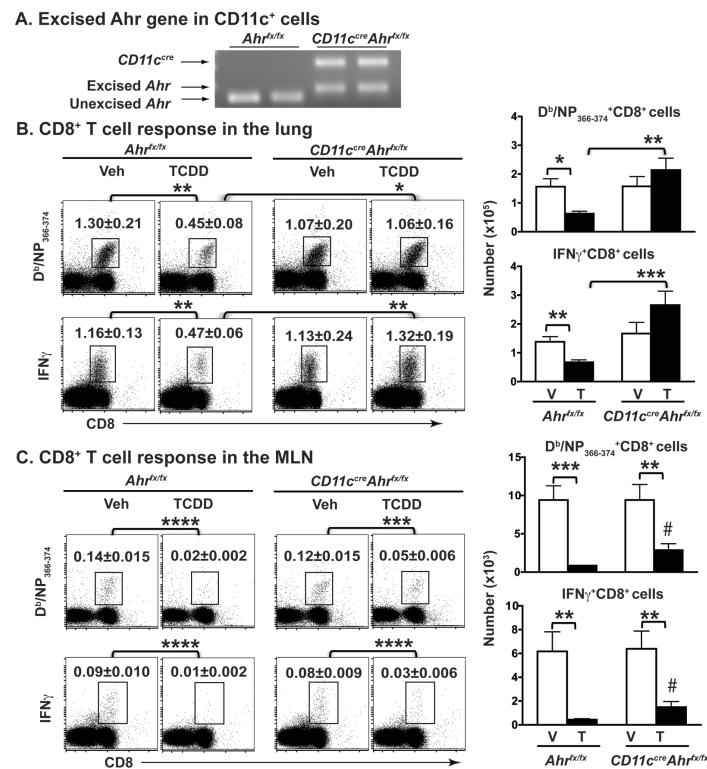 A. Excised Ahr gene in CD11c+ cells
Ahrfx/fx CD11ccreAhrfx/fx
CD11ccre
Excised Ahr
Unexcised Ahr
B. CD8+ T cell response in the lung
Ahrfx/fx CD11ccreAhrfx/fx
Veh TCDD Veh TCDD
** *
1.30±0.21 0.45±0.08 1.07±0.20 1.06±0.16
Db/NP366-374
** **
1.16±0.13 0.47±0.06 1.13±0.24 1.32±0.19
IFNγ
CD8
Db/NP366-374+CD8+ cells
5
4
3
2
1
0
* **
Number (x105)
IFNγ+CD8+ cells
4
3
2
1
0
** ***
V T V T
Ahrfx/fx CD11ccreAhrfx/fx
C. CD8+ T cell response in the MLN
Ahrfx/fx CD11ccreAhrfx/fx
Veh TCDD Veh TCDD
**** ***
0.14±0.015 0.02±0.002 0.12±0.015 0.05±0.006
Db/NP366-374
**** ****
0.09±0.010 0.01±0.002 0.08±0.009 0.03±0.006
IFNγ
CD8
Db/NP366-374+CD8+ cells
15
10
5
0
*** **
#
Number (x103)
IFNγ+CD8+ cells
8
6
4
2
0
** **
#
V T V T
Ahrfx/fx CD11ccreAhrfx/fx